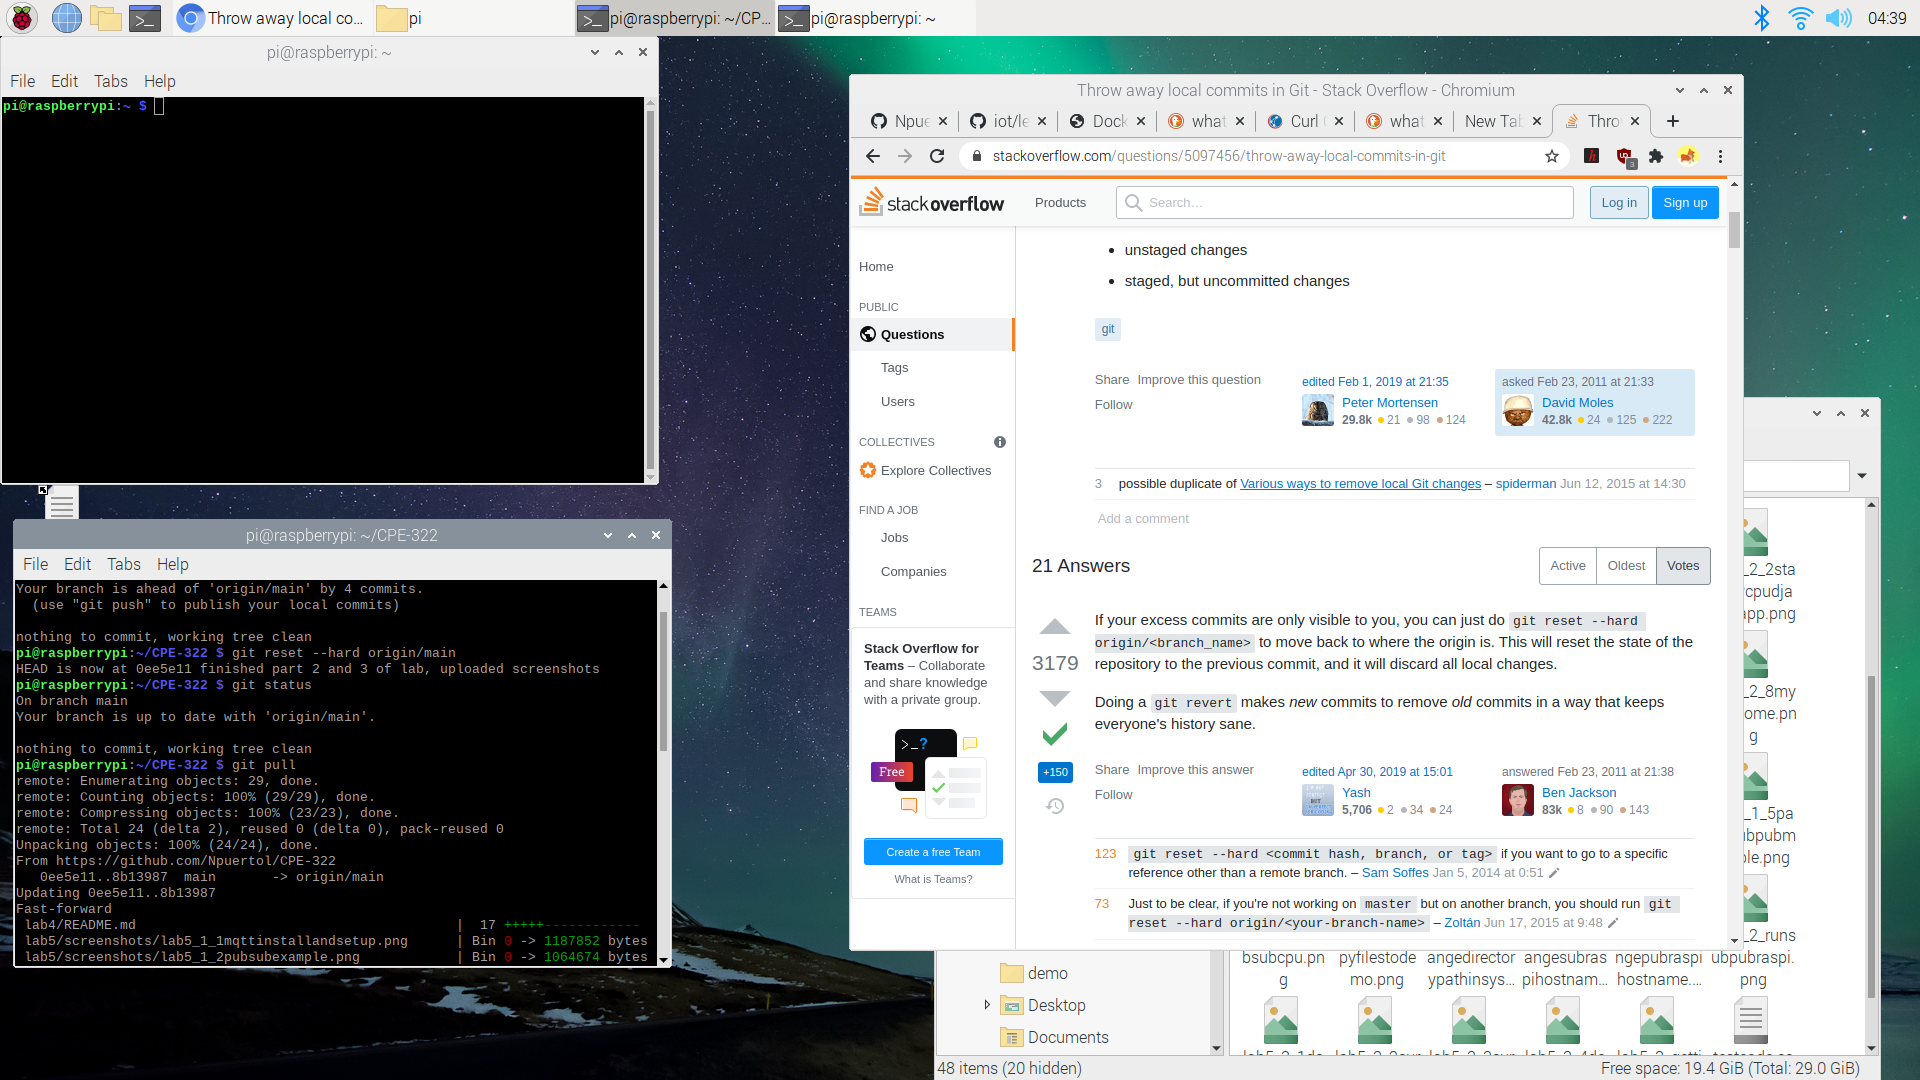 Throw away local co...
pi
pi@raspberrypi: ~/CP...
pi@raspberrypi: ~
04:39
pi@raspberrypi: ~
File Edit Tabs Help
pi@raspberrypi:~ $
pi@raspberrypi: ~/CPE-322
File Edit Tabs Help
Your branch is ahead of 'origin/main' by 4 commits.
(use "git push" to publish your local commits)
nothing to commit, working tree clean
pi@raspberrypi:~/CPE-322 $ git reset --hard origin/main
HEAD is now at 0ee5e11 finished part 2 and 3 of lab, uploaded screenshots
pi@raspberrypi:~/CPE-322 $ git status
On branch main
Your branch is up to date with 'origin/main'.
nothing to commit, working tree clean
pi@raspberrypi:~/CPE-322 $ git pull
remote: Enumerating objects: 29, done.
remote: Counting objects: 100% (29/29), done.
remote: Compressing objects: 100% (23/23), done.
remote: Total 24 (delta 2), reused 0 (delta 0), pack-reused 0
Unpacking objects: 100% (24/24), done.
From https://github.com/Npuertol/CPE-322
0ee5e11..8b13987 main -> origin/main
Updating 0ee5e11..8b13987
Fast-forward
lab4/README.md | 17 +++++------------
lab5/screenshots/lab5_1_1mqttinstallandsetup.png | Bin 0 -> 1187852 bytes
lab5/screenshots/lab5_1_2pubsubexample.png | Bin 0 -> 1064674 bytes
Throw away local commits in Git - Stack Overflow - Chromium
Npue iot/le Dock what Curl what New Tab Throw
stackoverflow.com/questions/5097456/throw-away-local-commits-in-git
3
stack overflow
Products
Search...
Log in
Sign up
Home
PUBLIC
Questions
Tags
Users
COLLECTIVES
Explore Collectives
FIND A JOB
Jobs
Companies
TEAMS
Stack Overflow for
Teams – Collaborate
and share knowledge
with a private group.
>_?
Free
Create a free Team
What is Teams?
unstaged changes
staged, but uncommitted changes
git
Share Improve this question
Follow
edited Feb 1, 2019 at 21:35
Peter Mortensen
29.8k 21 98 124
asked Feb 23, 2011 at 21:33
David Moles
42.8k 24 125 222
3 possible duplicate of Various ways to remove local Git changes – spiderman Jun 12, 2015 at 14:30
Add a comment
21 Answers
Active Oldest Votes
3179
If your excess commits are only visible to you, you can just do git reset --hard
origin/<branch_name> to move back to where the origin is. This will reset the state of the
repository to the previous commit, and it will discard all local changes.
Doing a git revert makes new commits to remove old commits in a way that keeps
everyone's history sane.
+150
Share Improve this answer
Follow
edited Apr 30, 2019 at 15:01
Yash
5,706 2 34 24
answered Feb 23, 2011 at 21:38
Ben Jackson
83k 8 90 143
123 git reset --hard <commit hash, branch, or tag> if you want to go to a specific
reference other than a remote branch. – Sam Soffes Jan 5, 2014 at 0:51
73 Just to be clear, if you're not working on master but on another branch, you should run git
reset --hard origin/<your-branch-name> – Zoltán Jun 17, 2015 at 9:48
_2_2sta
rcpudja
app.png
_2_8my
ome.pn
g
_1_5pa
ubpubm
ple.png
_2_runs
ubpubraspi.
png
bsubcpu.pn
g
pyfilestode
mo.png
angedirector
ypathinsys...
angesubras
pihostnam...
ngepubraspi
hostname....
demo
Desktop
Documents
48 items (20 hidden)
Free space: 19.4 GiB (Total: 29.0 GiB)